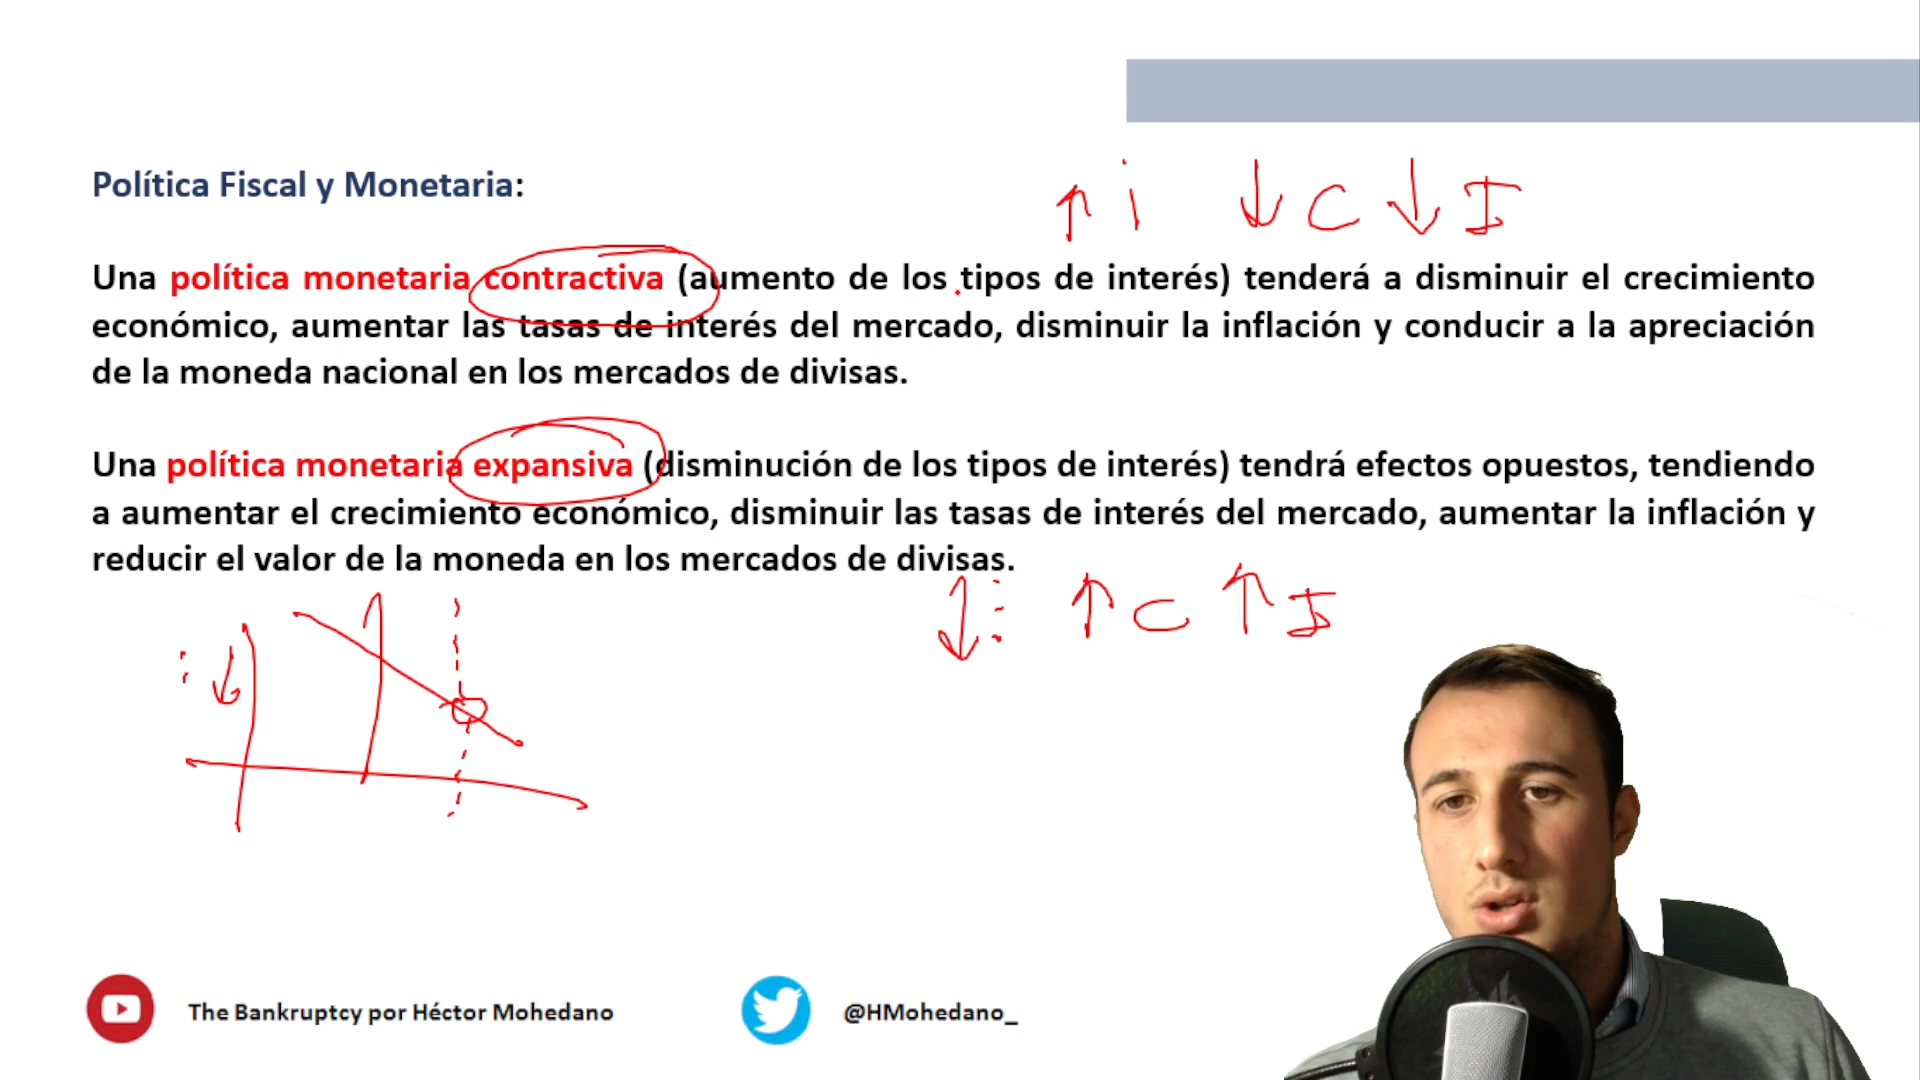 Política Fiscal y Monetaria:
↑ i ↓ C ↓ I
Una política monetaria contractiva (aumento de los tipos de interés) tenderá a disminuir el crecimiento
económico, aumentar las tasas de interés del mercado, disminuir la inflación y conducir a la apreciación
de la moneda nacional en los mercados de divisas.
Una política monetaria expansiva (disminución de los tipos de interés) tendrá efectos opuestos, tendiendo
a aumentar el crecimiento económico, disminuir las tasas de interés del mercado, aumentar la inflación y
reducir el valor de la moneda en los mercados de divisas.
↓ i ↑ C ↑ I
i ↓
The Bankruptcy por Héctor Mohedano
@HMohedano_